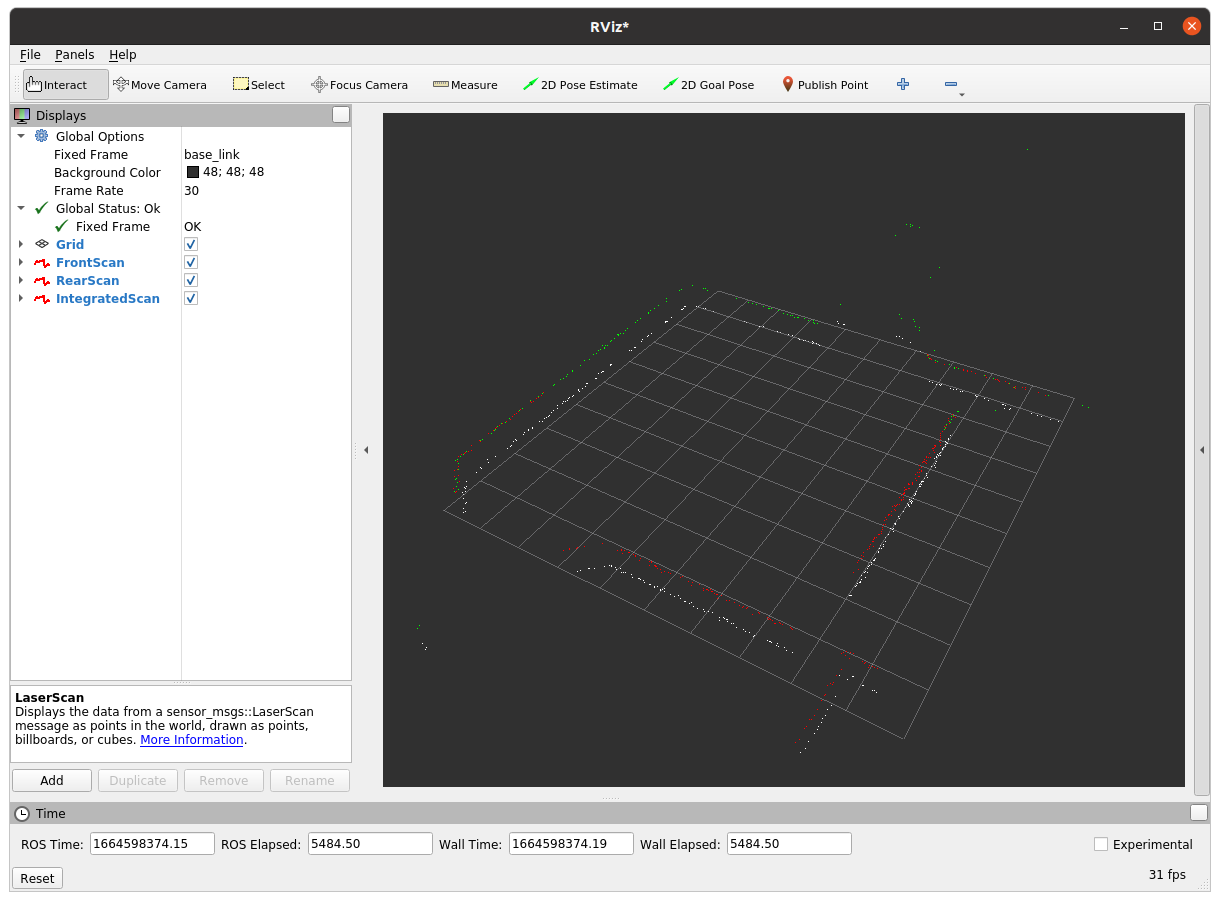 RViz*
File Panels Help
Interact Move Camera Select Focus Camera Measure 2D Pose Estimate 2D Goal Pose Publish Point
Displays
Global Options
Fixed Frame base_link
Background Color 48; 48; 48
Frame Rate 30
Global Status: Ok
Fixed Frame OK
Grid
FrontScan
RearScan
IntegratedScan
LaserScan
Displays the data from a sensor_msgs::LaserScan
message as points in the world, drawn as points,
billboards, or cubes. More Information.
Add Duplicate Remove Rename
Time
ROS Time: 1664598374.15 ROS Elapsed: 5484.50 Wall Time: 1664598374.19 Wall Elapsed: 5484.50 Experimental
Reset 31 fps